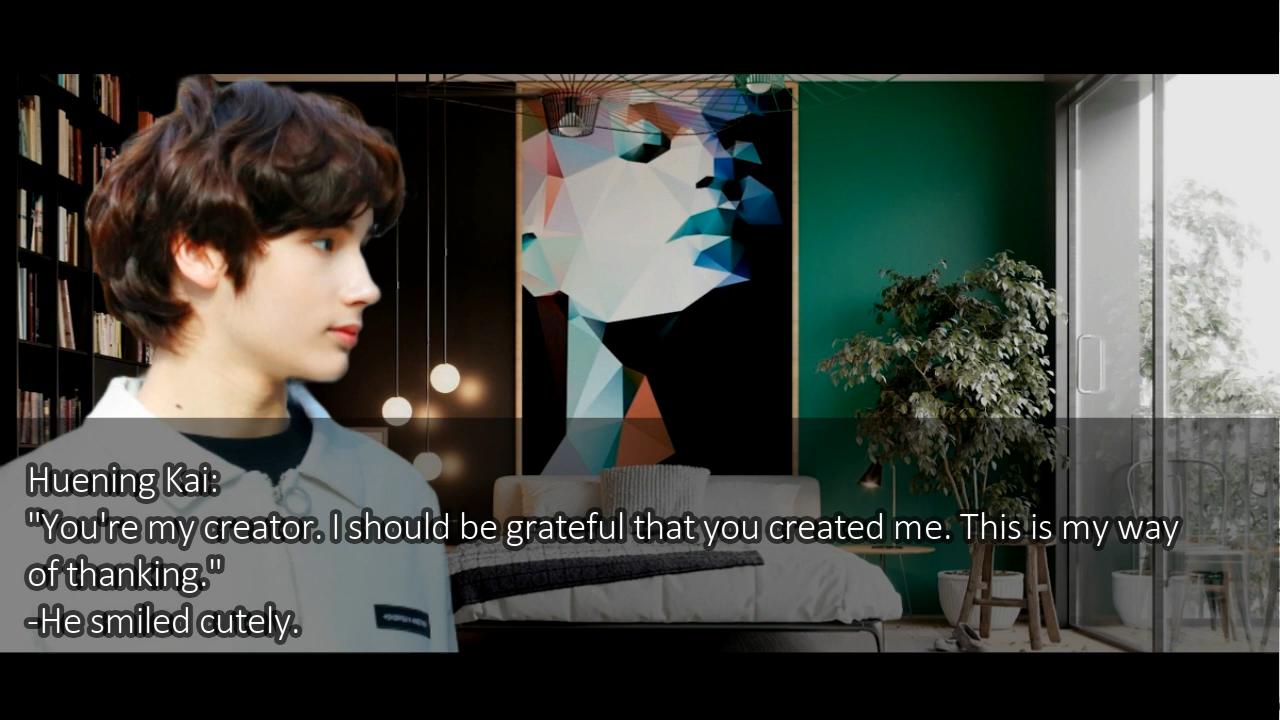 Huening Kai:
"You're my creator. I should be grateful that you created me. This is my way
of thanking."
-He smiled cutely.